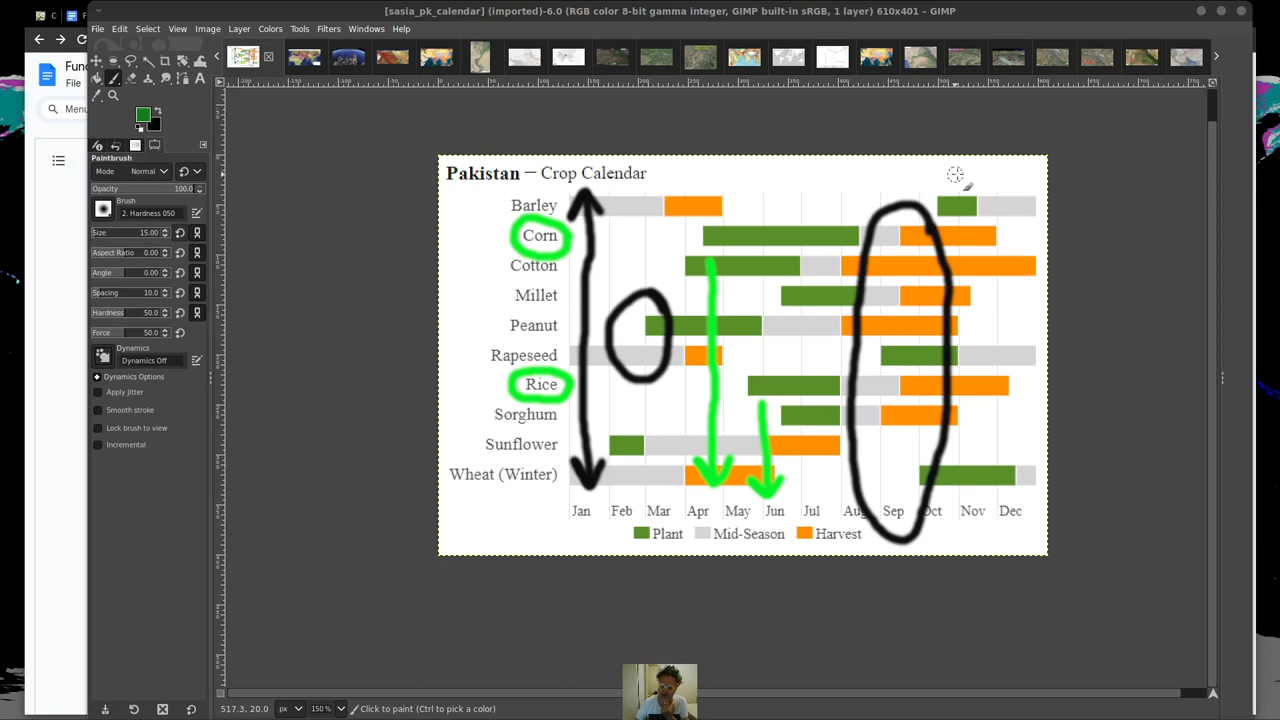 [sasia_pk_calendar] (imported)-6.0 (RGB color 8-bit gamma integer, GIMP built-in sRGB, 1 layer) 610x401 – GIMP
File Edit Select View Image Layer Colors Tools Filters Windows Help
Func
File
Menu
Paintbrush
Mode Normal
Opacity 100.0
Brush
2. Hardness 050
Size 15.00
Aspect Ratio 0.00
Angle 0.00
Spacing 10.0
Hardness 50.0
Force 50.0
Dynamics
Dynamics Off
Dynamics Options
Apply Jitter
Smooth stroke
Lock brush to view
Incremental
Pakistan — Crop Calendar
Barley
Corn
Cotton
Millet
Peanut
Rapeseed
Rice
Sorghum
Sunflower
Wheat (Winter)
Jan Feb Mar Apr May Jun Jul Aug Sep Oct Nov Dec
Plant Mid-Season Harvest
517.3, 20.0 px 150% Click to paint (Ctrl to pick a color)